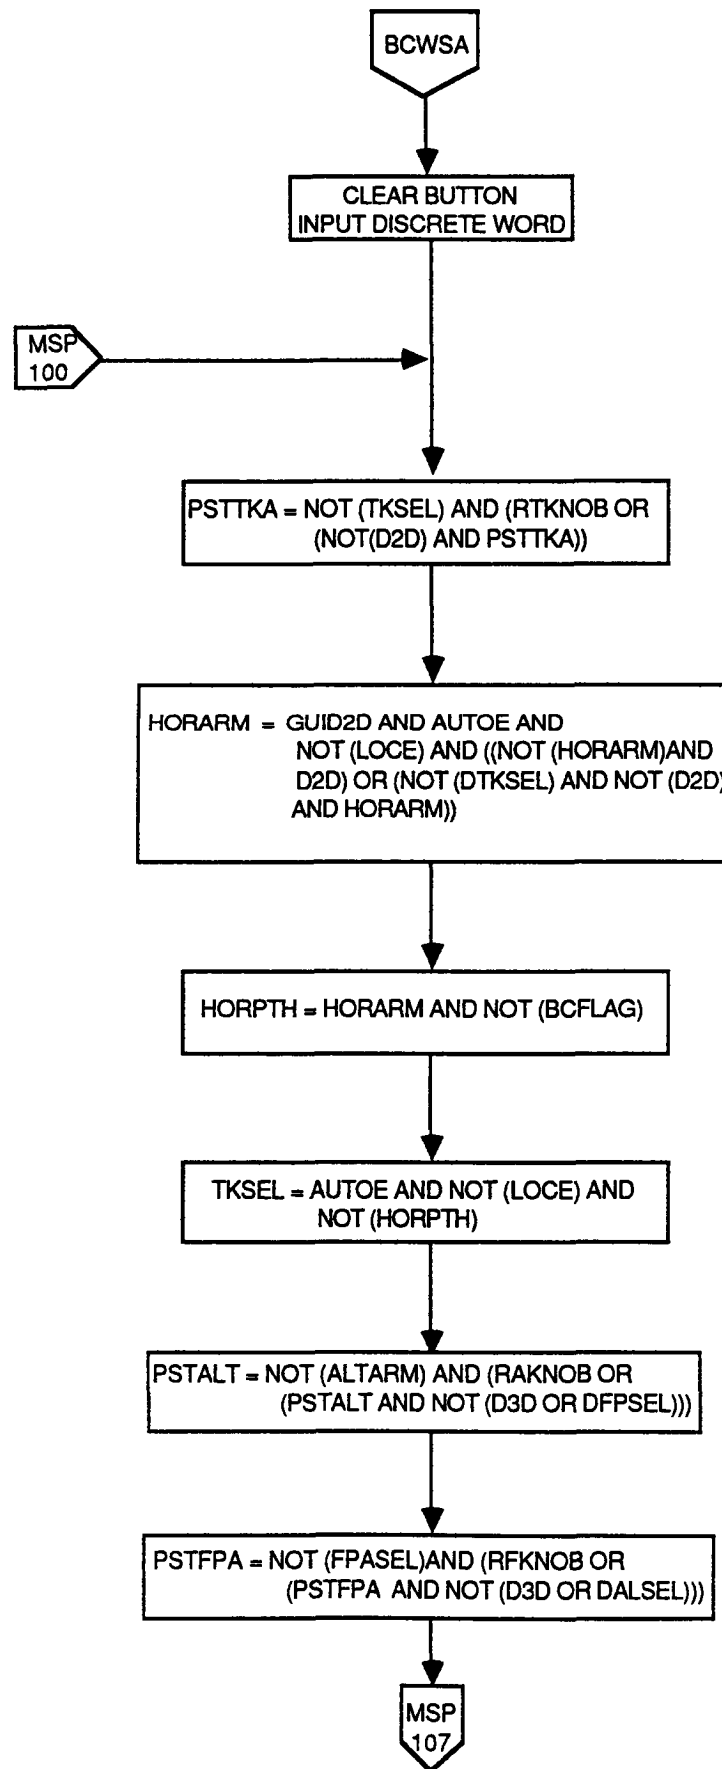 BCWSA
CLEAR BUTTON
INPUT DISCRETE WORD
MSP
100
PSTTKA = NOT (TKSEL) AND (RTKNOB OR
(NOT(D2D) AND PSTTKA))
HORARM = GUID2D AND AUTOE AND
NOT (LOCE) AND ((NOT (HORARM)AND
D2D) OR (NOT (DTKSEL) AND NOT (D2D)
AND HORARM))
HORPTH = HORARM AND NOT (BCFLAG)
TKSEL = AUTOE AND NOT (LOCE) AND
NOT (HORPTH)
PSTALT = NOT (ALTARM) AND (RAKNOB OR
(PSTALT AND NOT (D3D OR DFPSEL)))
PSTFPA = NOT (FPASEL)AND (RFKNOB OR
(PSTFPA AND NOT (D3D OR DALSEL)))
MSP
107